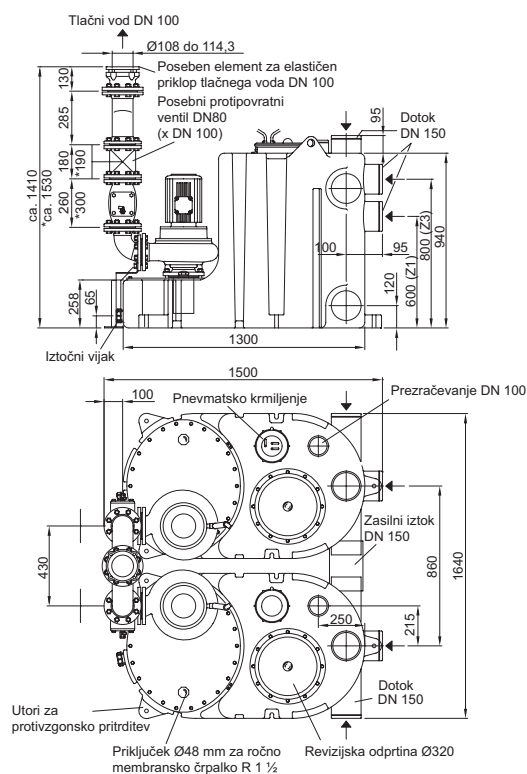 Tlačni vod DN 100
Ø108 do 114,3
Poseben element za elastičen
priklop tlačnega voda DN 100
Posebni protipovratni
ventil DN80
(x DN 100)
95
Dotok
DN 150
130
285
180
*190
260
*300
ca. 1410
*ca. 1530
258
65
100
95
120
600 (Z1)
800 (Z3)
940
Iztočni vijak
1300
1500
100
Pnevmatsko krmiljenje
Prezračevanje DN 100
Zasilni iztok
DN 150
430
860
1640
250
215
Dotok
DN 150
Utori za
protivzgonsko pritrditev
Priključek Ø48 mm za ročno
membransko črpalko R 1 ½
Revizijska odprtina Ø320